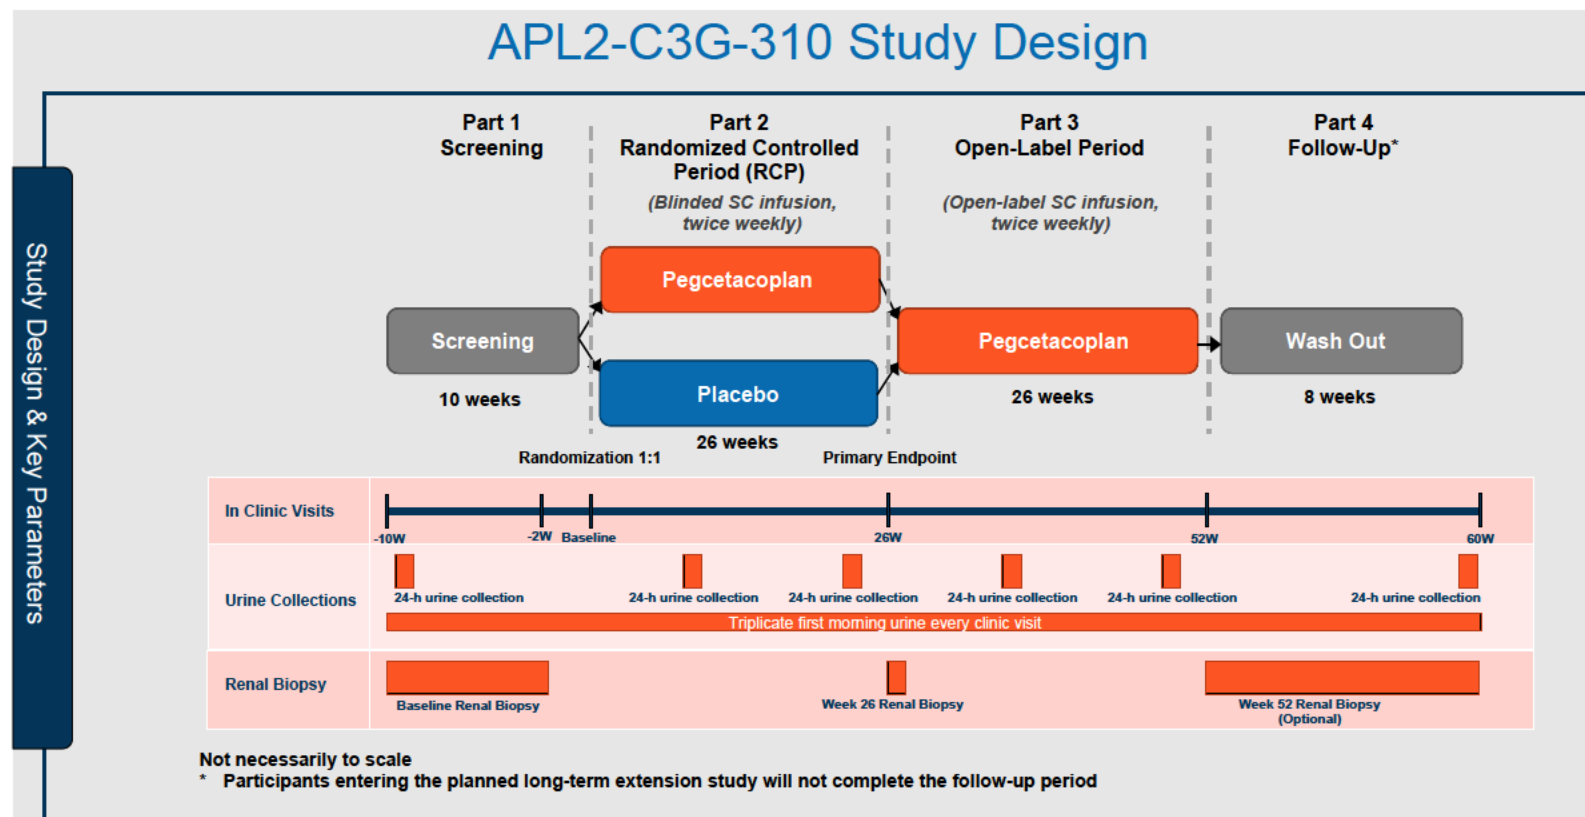 APL2-C3G-310 Study Design
Study Design & Key Parameters
Part 1
Screening
Part 2
Randomized Controlled
Period (RCP)
(Blinded SC infusion,
twice weekly)
Part 3
Open-Label Period
(Open-label SC infusion,
twice weekly)
Part 4
Follow-Up*
Screening
10 weeks
Pegcetacoplan
Placebo
26 weeks
Pegcetacoplan
26 weeks
Wash Out
8 weeks
Randomization 1:1
Primary Endpoint
In Clinic Visits
-10W
-2W
Baseline
26W
52W
60W
Urine Collections
24-h urine collection
24-h urine collection
24-h urine collection
24-h urine collection
24-h urine collection
24-h urine collection
Triplicate first morning urine every clinic visit
Renal Biopsy
Baseline Renal Biopsy
Week 26 Renal Biopsy
Week 52 Renal Biopsy
(Optional)
Not necessarily to scale
* Participants entering the planned long-term extension study will not complete the follow-up period